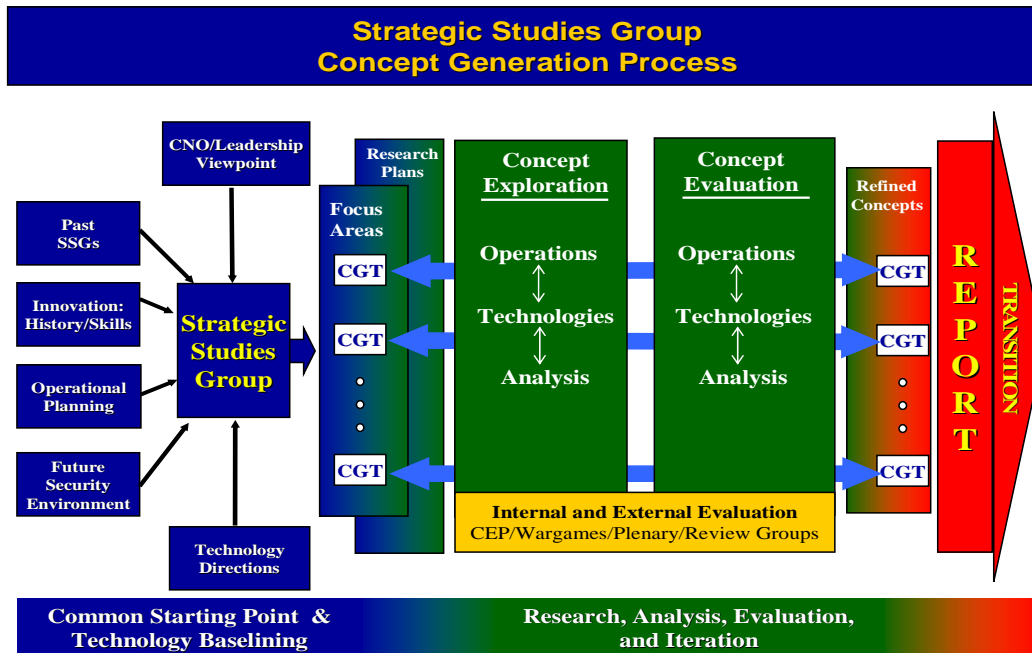 Strategic Studies Group
Concept Generation Process
CNO/Leadership
Viewpoint
Past
SSGs
Innovation:
History/Skills
Operational
Planning
Future
Security
Environment
Technology
Directions
Strategic
Studies
Group
Research
Plans
Focus
Areas
CGT
CGT
CGT
Concept
Exploration
Operations
Technologies
Analysis
Concept
Evaluation
Operations
Technologies
Analysis
Internal and External Evaluation
CEP/Wargames/Plenary/Review Groups
Refined
Concepts
CGT
CGT
CGT
REPORT
TRANSITION
Common Starting Point &
Technology Baselining
Research, Analysis, Evaluation,
and Iteration